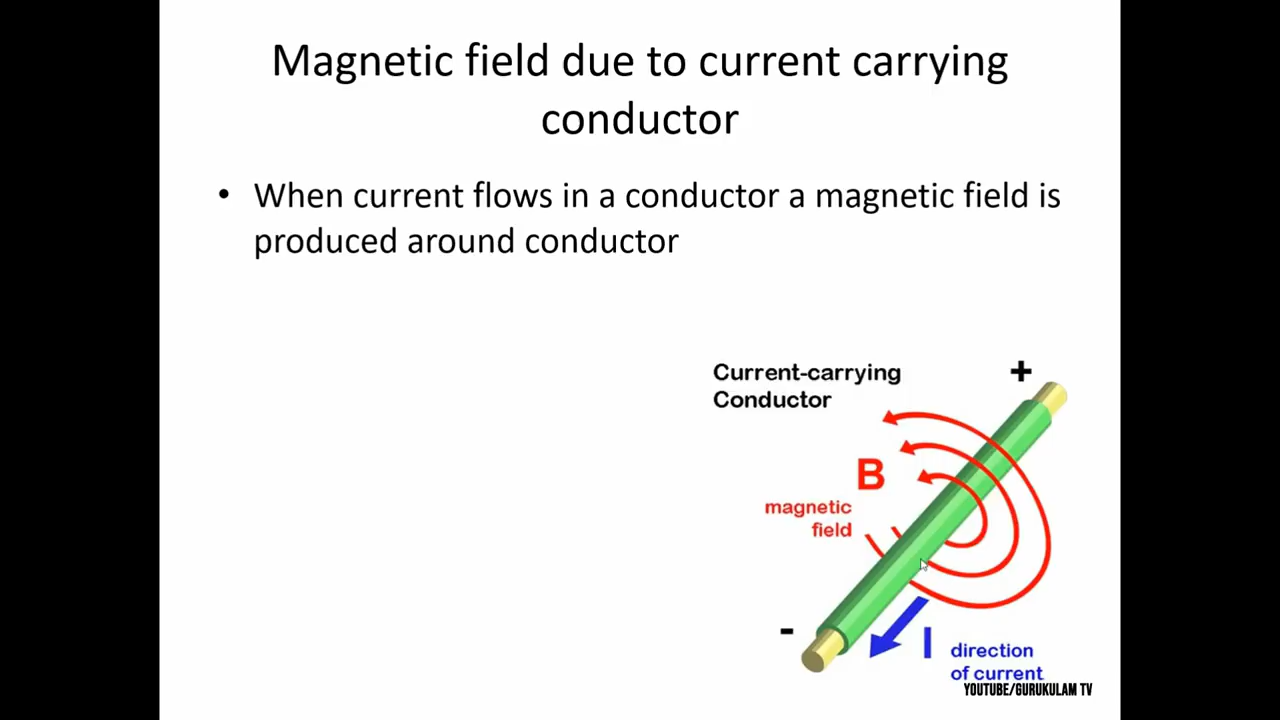 Magnetic field due to current carrying
conductor
• When current flows in a conductor a magnetic field is
produced around conductor
Current-carrying
Conductor
+
B
magnetic
field
-
I
direction
of current
YOUTUBE/GURUKULAM TV